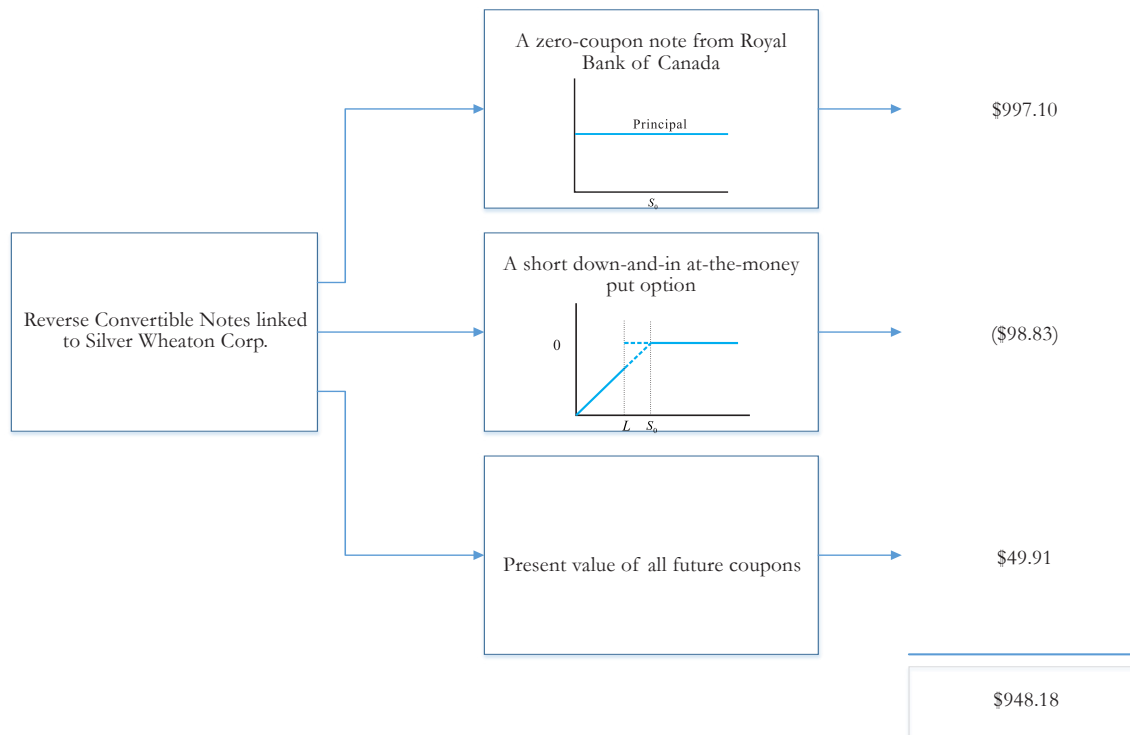 A zero-coupon note from Royal
Bank of Canada
Principal
S₀
$997.10
Reverse Convertible Notes linked
to Silver Wheaton Corp.
A short down-and-in at-the-money
put option
0
L S₀
($98.83)
Present value of all future coupons
$49.91
$948.18